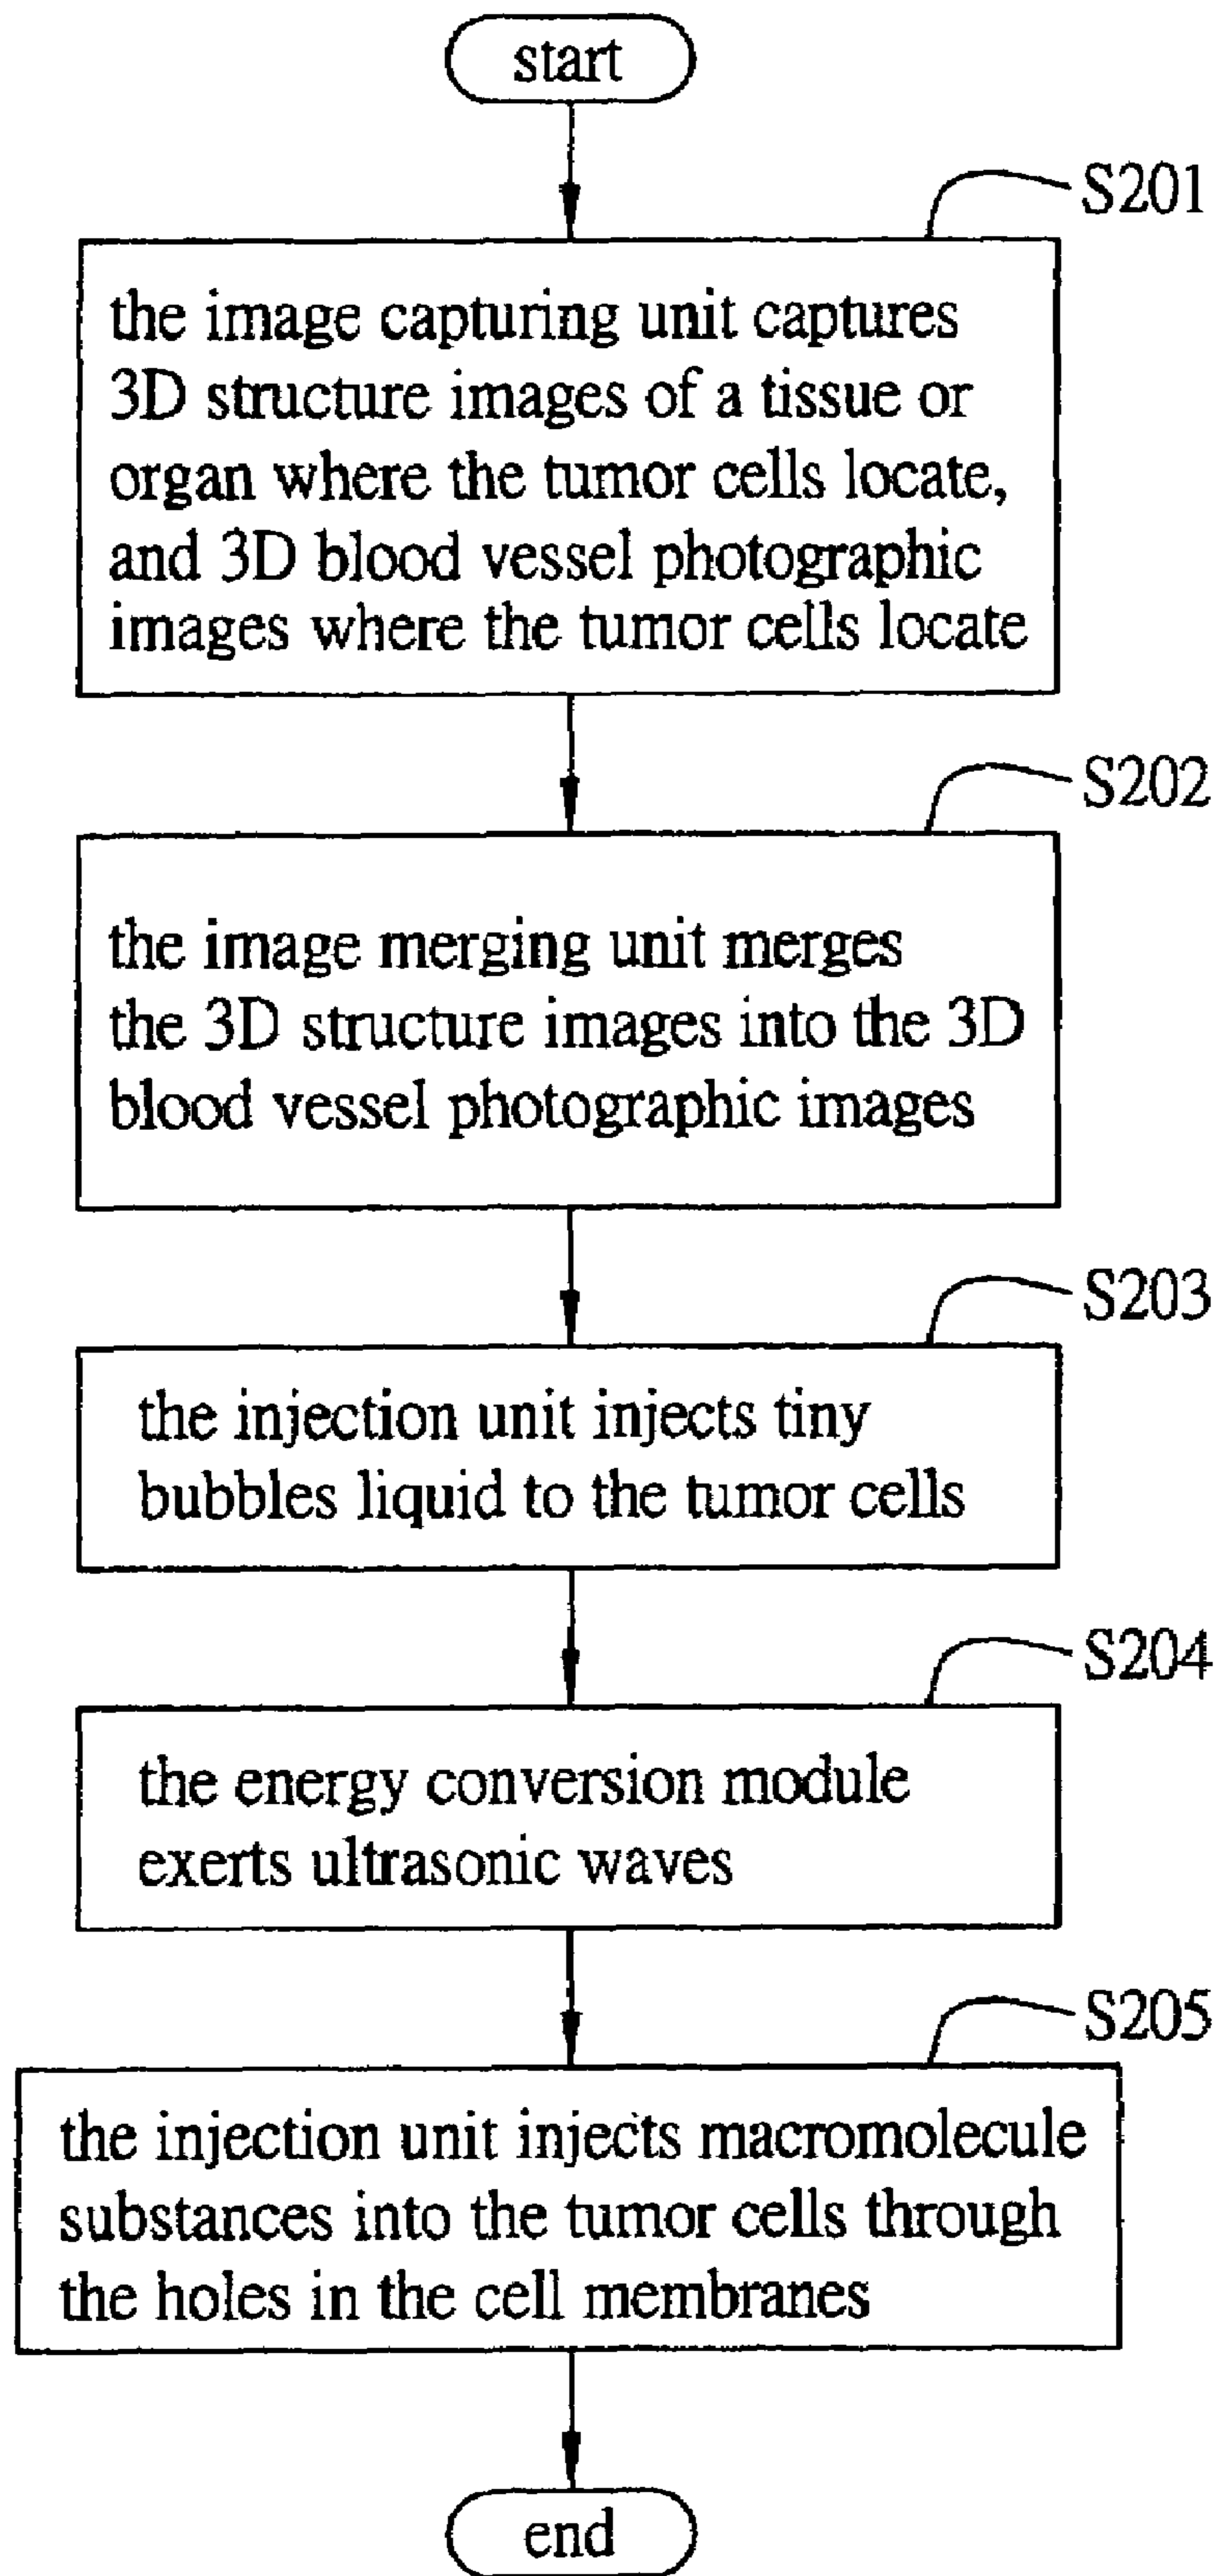 start
S201
the image capturing unit captures
3D structure images of a tissue or
organ where the tumor cells locate,
and 3D blood vessel photographic
images where the tumor cells locate
S202
the image merging unit merges
the 3D structure images into the 3D
blood vessel photographic images
S203
the injection unit injects tiny
bubbles liquid to the tumor cells
S204
the energy conversion module
exerts ultrasonic waves
S205
the injection unit injects macromolecule
substances into the tumor cells through
the holes in the cell membranes
end